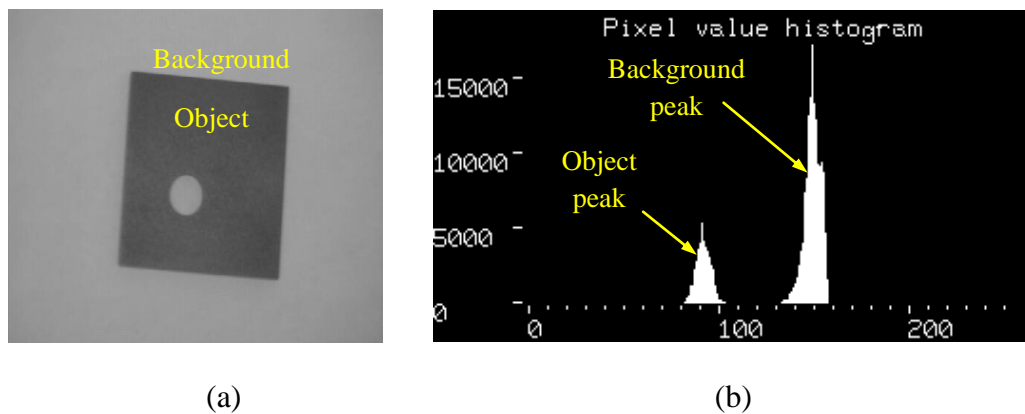 Background
Object
(a)
Pixel value histogram
Background
peak
Object
peak
15000
10000
5000
0
0 100 200
(b)